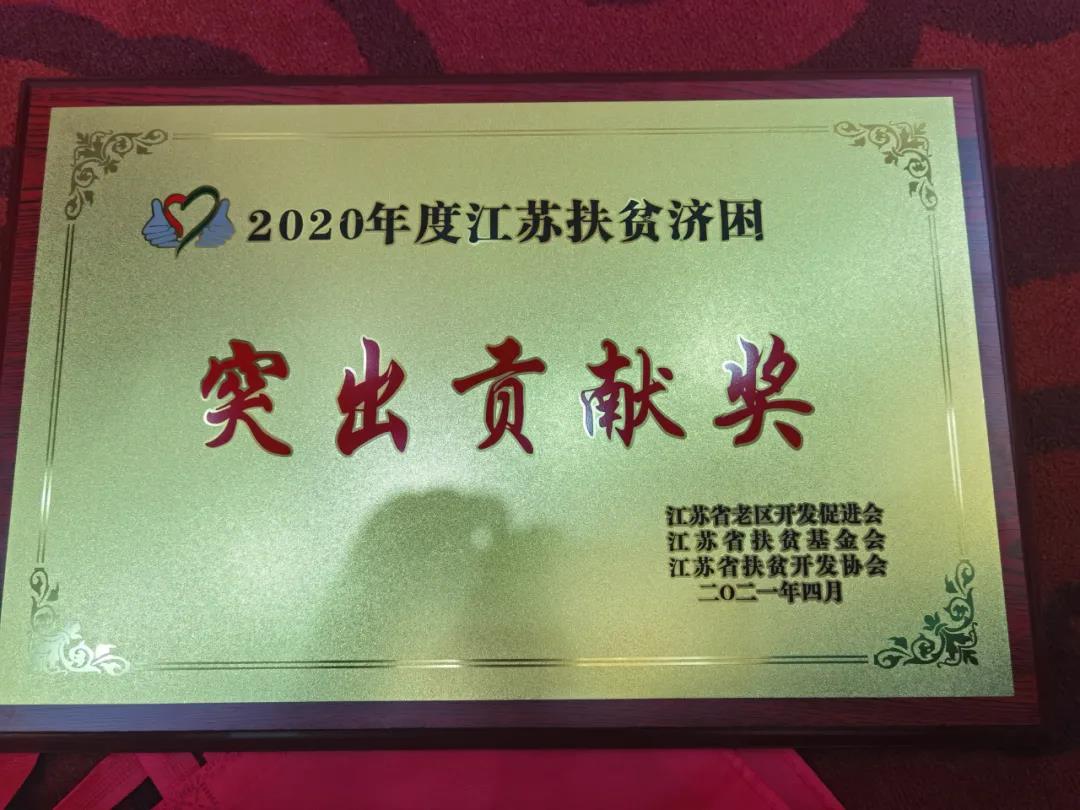 2020年度江苏扶贫济困
突出贡献奖
江苏省老区开发促进会
江苏省扶贫基金会
江苏省扶贫开发协会
二〇二一年四月